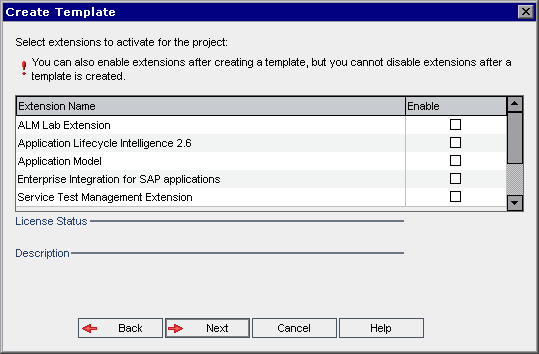 Create Template
Select extensions to activate for the project:
You can also enable extensions after creating a template, but you cannot disable extensions after a
template is created.
Extension Name Enable
ALM Lab Extension
Application Lifecycle Intelligence 2.6
Application Model
Enterprise Integration for SAP applications
Service Test Management Extension
License Status
Description
Back Next Cancel Help